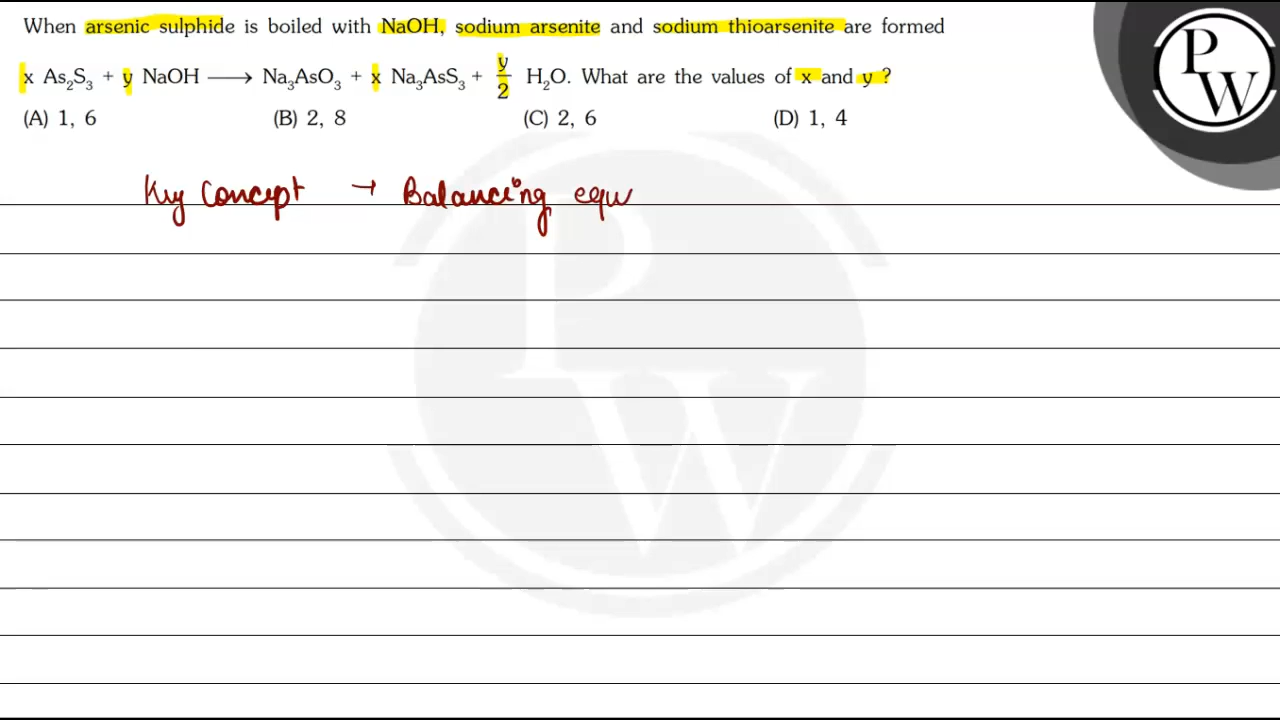 When arsenic sulphide is boiled with NaOH, sodium arsenite and sodium thioarsenite are formed
x As₂S₃ + y NaOH ⟶ Na₃AsO₃ + x Na₃AsS₃ + y/2 H₂O. What are the values of x and y ?
(A) 1, 6 (B) 2, 8 (C) 2, 6 (D) 1, 4
Key Concept → Balancing equ
PW
PW